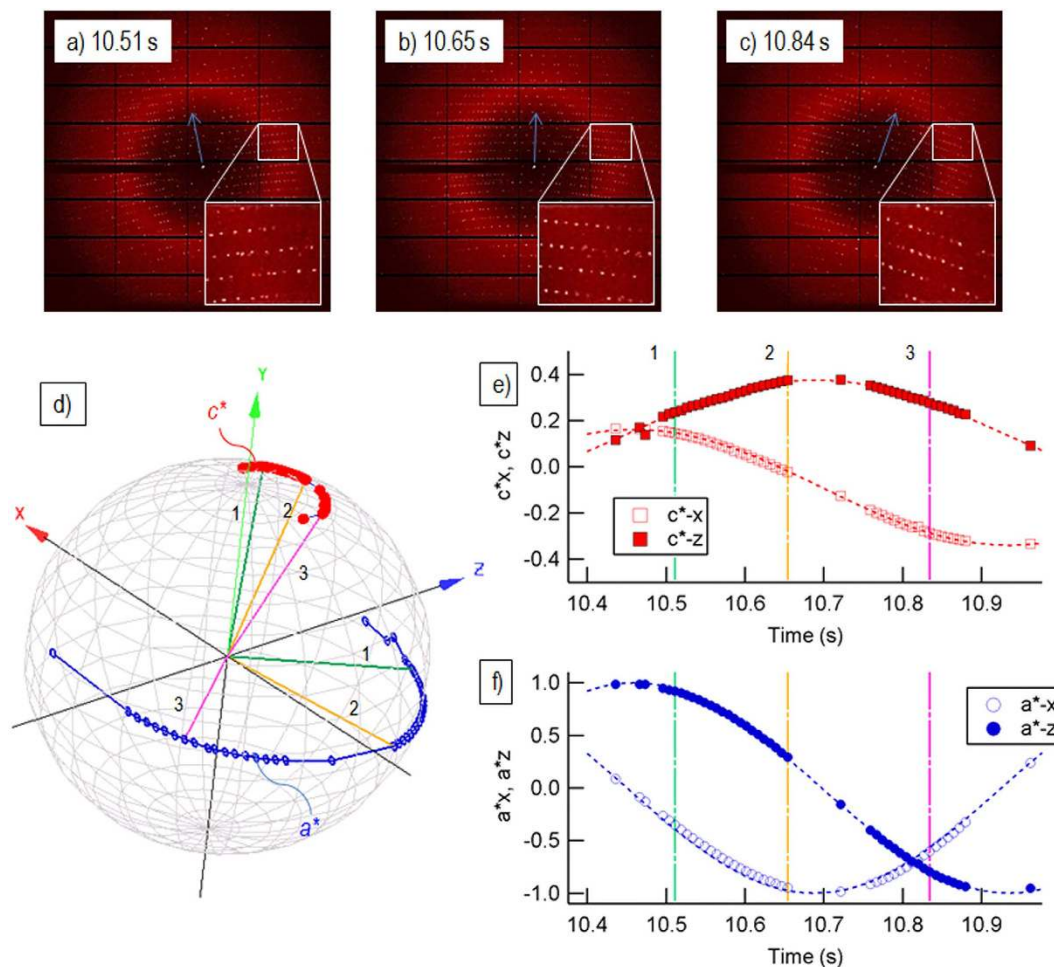 a) 10.51 s
b) 10.65 s
c) 10.84 s
d)
Y
c*
X
Z
1
2
3
1
2
3
a*
e)
1
2
3
c*x, c*z
0.4
0.2
0.0
-0.2
-0.4
c*-x
c*-z
10.4 10.5 10.6 10.7 10.8 10.9
Time (s)
f)
a*x, a*z
1.0
0.5
0.0
-0.5
-1.0
a*-x
a*-z
10.4 10.5 10.6 10.7 10.8 10.9
Time (s)